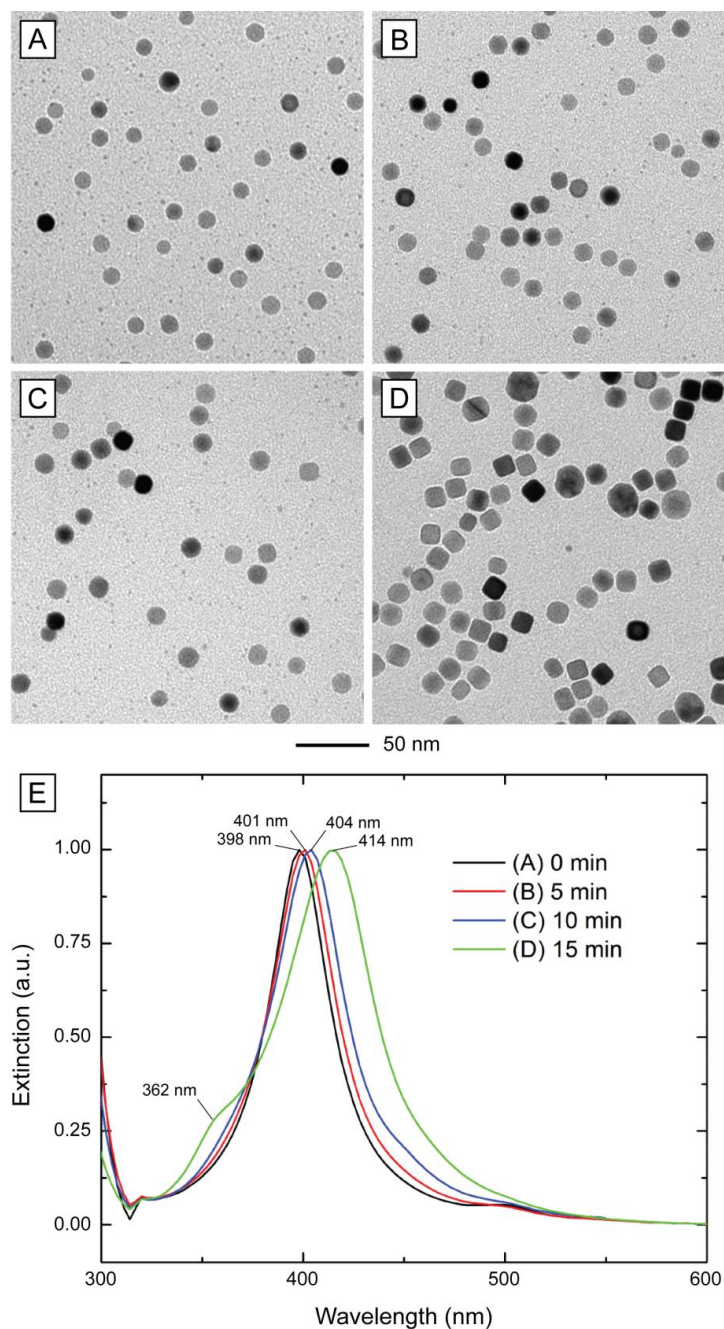 A
B
C
D
50 nm
E
401 nm
404 nm
398 nm
414 nm
362 nm
(A) 0 min
(B) 5 min
(C) 10 min
(D) 15 min
Extinction (a.u.)
1.00
0.75
0.50
0.25
0.00
300
400
500
600
Wavelength (nm)